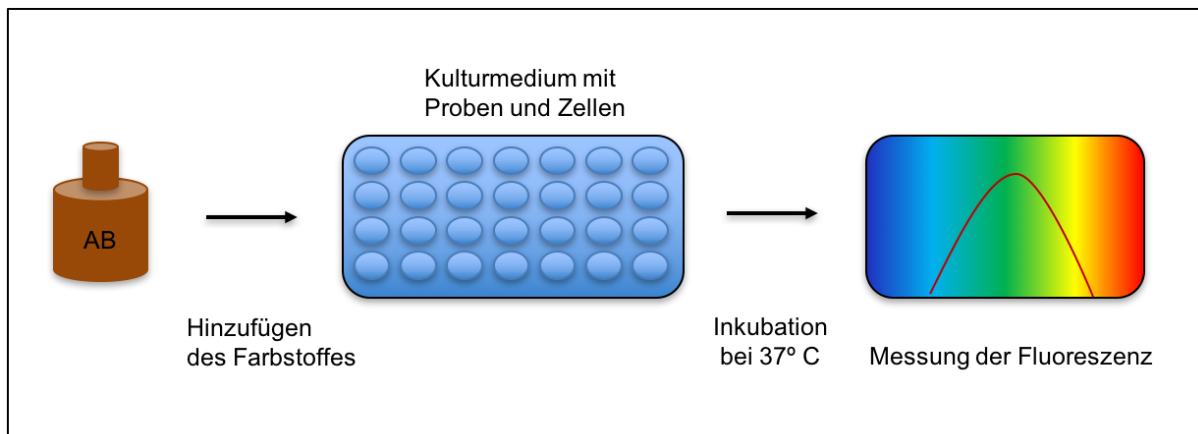 Kulturmedium mit
Proben und Zellen
AB
Hinzufügen
des Farbstoffes
Inkubation
bei 37º C
Messung der Fluoreszenz